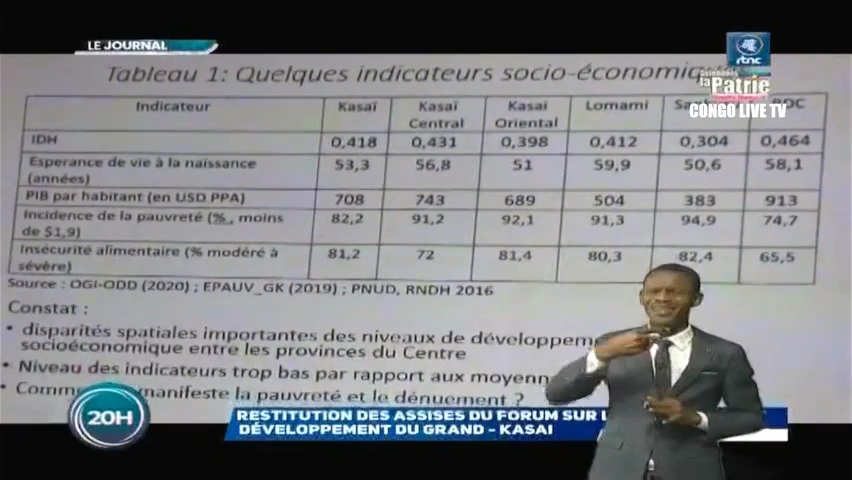 LE JOURNAL
rtnc
la Patrie
CONGO LIVE TV
Tableau 1: Quelques indicateurs socio-économiq
Indicateur Kasaï Kasaï Central Kasaï Oriental Lomami RDC
IDH 0,418 0,431 0,398 0,412 0,304 0,464
Esperance de vie à la naissance (années) 53,3 56,8 51 59,9 50,6 58,1
PIB par habitant (en USD PPA) 708 743 689 504 383 913
Incidence de la pauvreté (%, moins de $1,9) 82,2 91,2 92,1 91,3 94,9 74,7
Insécurité alimentaire (% modéré à sévère) 81,2 72 81,4 80,3 82,4 65,5
Source : OGI-ODD (2020) ; EPAUV_GK (2019) ; PNUD, RNDH 2016
Constat :
• disparités spatiales importantes des niveaux de développeme
socioéconomique entre les provinces du Centre
• Niveau des indicateurs trop bas par rapport aux moyenn
• Comme manifeste la pauvreté et le dénuement ?
20H
RESTITUTION DES ASSISES DU FORUM SUR L
DÉVELOPPEMENT DU GRAND - KASAI